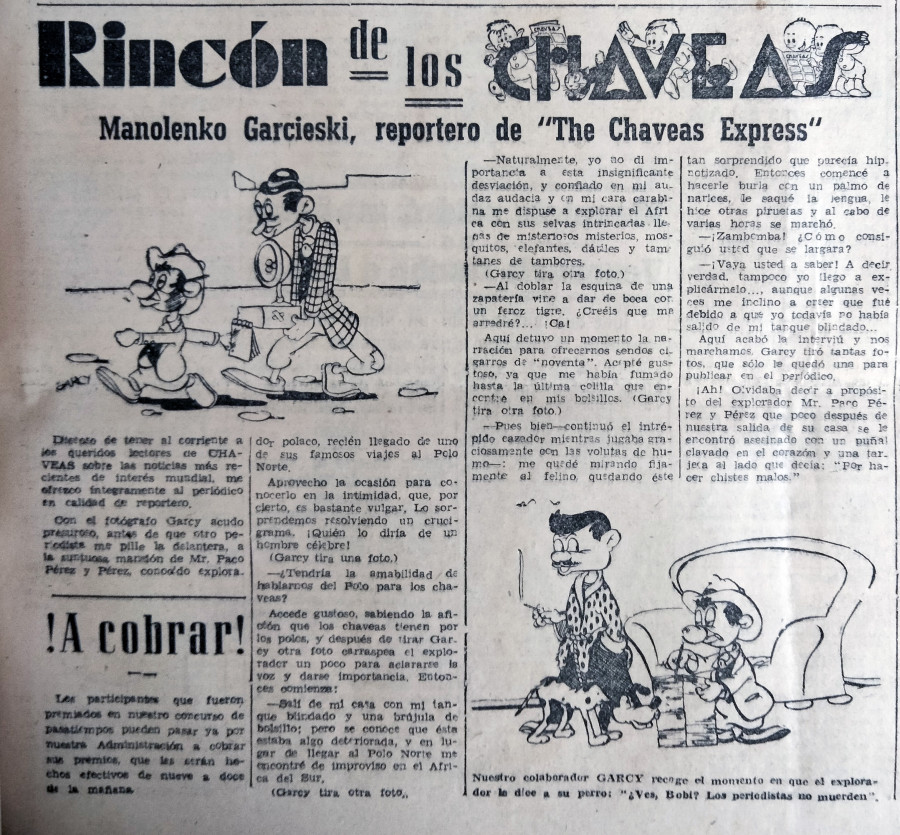 Rincón de los CHAVEAS
Manolenko Garcieski, reportero de "The Chaveas Express"
GARCY
Deseoso de tener al corriente a
los queridos lectores de CHA-
VEAS sobre las noticias más re-
cientes de interés mundial, me
ofrezco íntegramente al periódico
en calidad de reportero.
Con el fotógrafo Garcy acudo
presuroso, antes de que otro pe-
riodista me pille la delantera, a
la suntuosa mansión de Mr. Paco
Pérez y Pérez, conocido explora-
dor polaco, recién llegado de uno
de sus famosos viajes al Polo
Norte.
Aprovecho la ocasión para co-
nocerlo en la intimidad, que, por
cierto, es bastante vulgar. Lo sor-
prendemos resolviendo un cruci-
grama. ¡Quién lo diría de un
hombre célebre!
(Garcy tira una foto.)
—¿Tendría la amabilidad de
hablarnos del Polo para los cha-
veas?
Accede gustoso, sabiendo la afi-
ción que los chaveas tienen por
los polos, y después de tirar Gar-
cy otra foto carraspea el explo-
rador un poco para aclararse la
voz y darse importancia. Enton-
ces comienza:
—Salí de mi casa con mi tan-
que blindado y una brújula de
bolsillo; pero se conoce que ésta
estaba algo deteriorada, y en lu-
gar de llegar al Polo Norte me
encontré de improviso en el Afri-
ca del Sur.
(Garcy tira otra foto..
—Naturalmente, yo no di im-
portancia a esta insignificante
desviación, y confiado en mi au-
daz audacia y en mi cara carabi-
na me dispuse a explorar el Afri
ca con sus selvas intrincadas lle-
nas de misteriosos misterios, mos-
quitos, elefantes, dátiles y tam-
tanes de tambores.
(Garcy tira otra foto.)
—Al doblar la esquina de una
zapatería vine a dar de boca con
un feroz tigre. ¿Creéis que me
arredré?... ¡Ca!
Aquí detuvo un momento la na-
rración para ofrecernos sendos ci-
garros de "noventa". Acepté gus-
toso, ya que me había fumado
hasta la última colilla que en-
contré en mis bolsillos. (Garcy
tira otra foto.)
—Pues bien—continuó el intré-
pido cazador mientras jugaba gra-
ciosamente con las volutas de hu-
mo—: me quedé mirando fija-
mente al felino, quedando éste
tan sorprendido que parecía hip-
notizado. Entonces comencé a
hacerle burla con un palmo de
narices, le saqué la lengua, le
hice otras piruetas y al cabo de
varias horas se marchó.
—¡Zambomba! ¿Cómo consi-
guió usted que se largara?
—¡Vaya usted a saber! A decir
verdad, tampoco yo llego a ex-
plicármelo..., aunque algunas ve-
ces me inclino a creer que fué
debido a que yo todavía no había
salido de mi tanque blindado...
Aquí acabó la interviú y nos
marchamos. Garcy tiró tantas fo-
tos, que sólo le quedó una para
publicar en el periódico.
¡Ah! Olvidaba decir a propósi-
to del explorador Mr. Paco Pé-
rez y Pérez que poco después de
nuestra salida de su casa se le
encontró asesinado con un puñal
clavado en el corazón y una tar-
jeta al lado que decía: "Por ha-
cer chistes malos."
!A cobrar!
Los participantes que fueron
premiados en nuestro concurso de
pasatiempos pueden pasar ya por
nuestra Administración a cobrar
sus premios, que les serán he-
chos efectivos de nueve a doce
de la mañana.
Nuestro colaborador GARCY recoge el momento en que el explora-
dor le dice a su perro: "¿Ves, Bobi? Los periodistas no muerden".